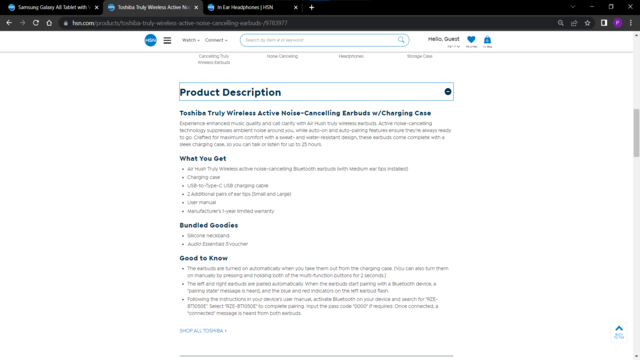 Samsung Galaxy A8 Tablet with V
Toshiba Truly Wireless Active No
In Ear Headphones | HSN
hsn.com/products/toshiba-truly-wireless-active-noise-cancelling-earbuds-/9783977
HSN
Watch
Connect
Search by item # or keyword
Hello, Guest
Cancelling Truly
Wireless Earbuds
Noise Canceling
Headphones
Storage Case
Product Description
Toshiba Truly Wireless Active Noise-Cancelling Earbuds w/Charging Case
Experience enhanced music quality and call clarity with Air Hush truly wireless earbuds. Active noise-cancelling
technology suppresses ambient noise around you, while auto-on and auto-pairing features ensure they're always ready
to go. Crafted for maximum comfort with a sweat- and water-resistant design, these earbuds come complete with a
sleek charging case, so you can talk or listen for up to 25 hours.
What You Get
• Air Hush Truly Wireless active noise-cancelling Bluetooth earbuds (with Medium ear tips installed)
• Charging case
• USB-to-Type-C USB charging cable
• 2 Additional pairs of ear tips (Small and Large)
• User manual
• Manufacturer's 1-year limited warranty
Bundled Goodies
• Silicone neckband
• Audio Essentials II voucher
Good to Know
• The earbuds are turned on automatically when you take them out from the charging case. (You can also turn them
on manually by pressing and holding both of the multi-function buttons for 2 seconds.)
• The left and right earbuds are paired automatically. When the earbuds start pairing with a Bluetooth device, a
"pairing state" message is heard, and the blue and red indicators on the left earbud flash.
• Following the instructions in your device's user manual, activate Bluetooth on your device and search for "RZE-
BT1050E". Select "RZE-BT1050E" to complete pairing. Input the pass code "0000" if required. Once connected, a
"connected" message is heard from both earbuds.
SHOP ALL TOSHIBA >
BACK
TO TOP